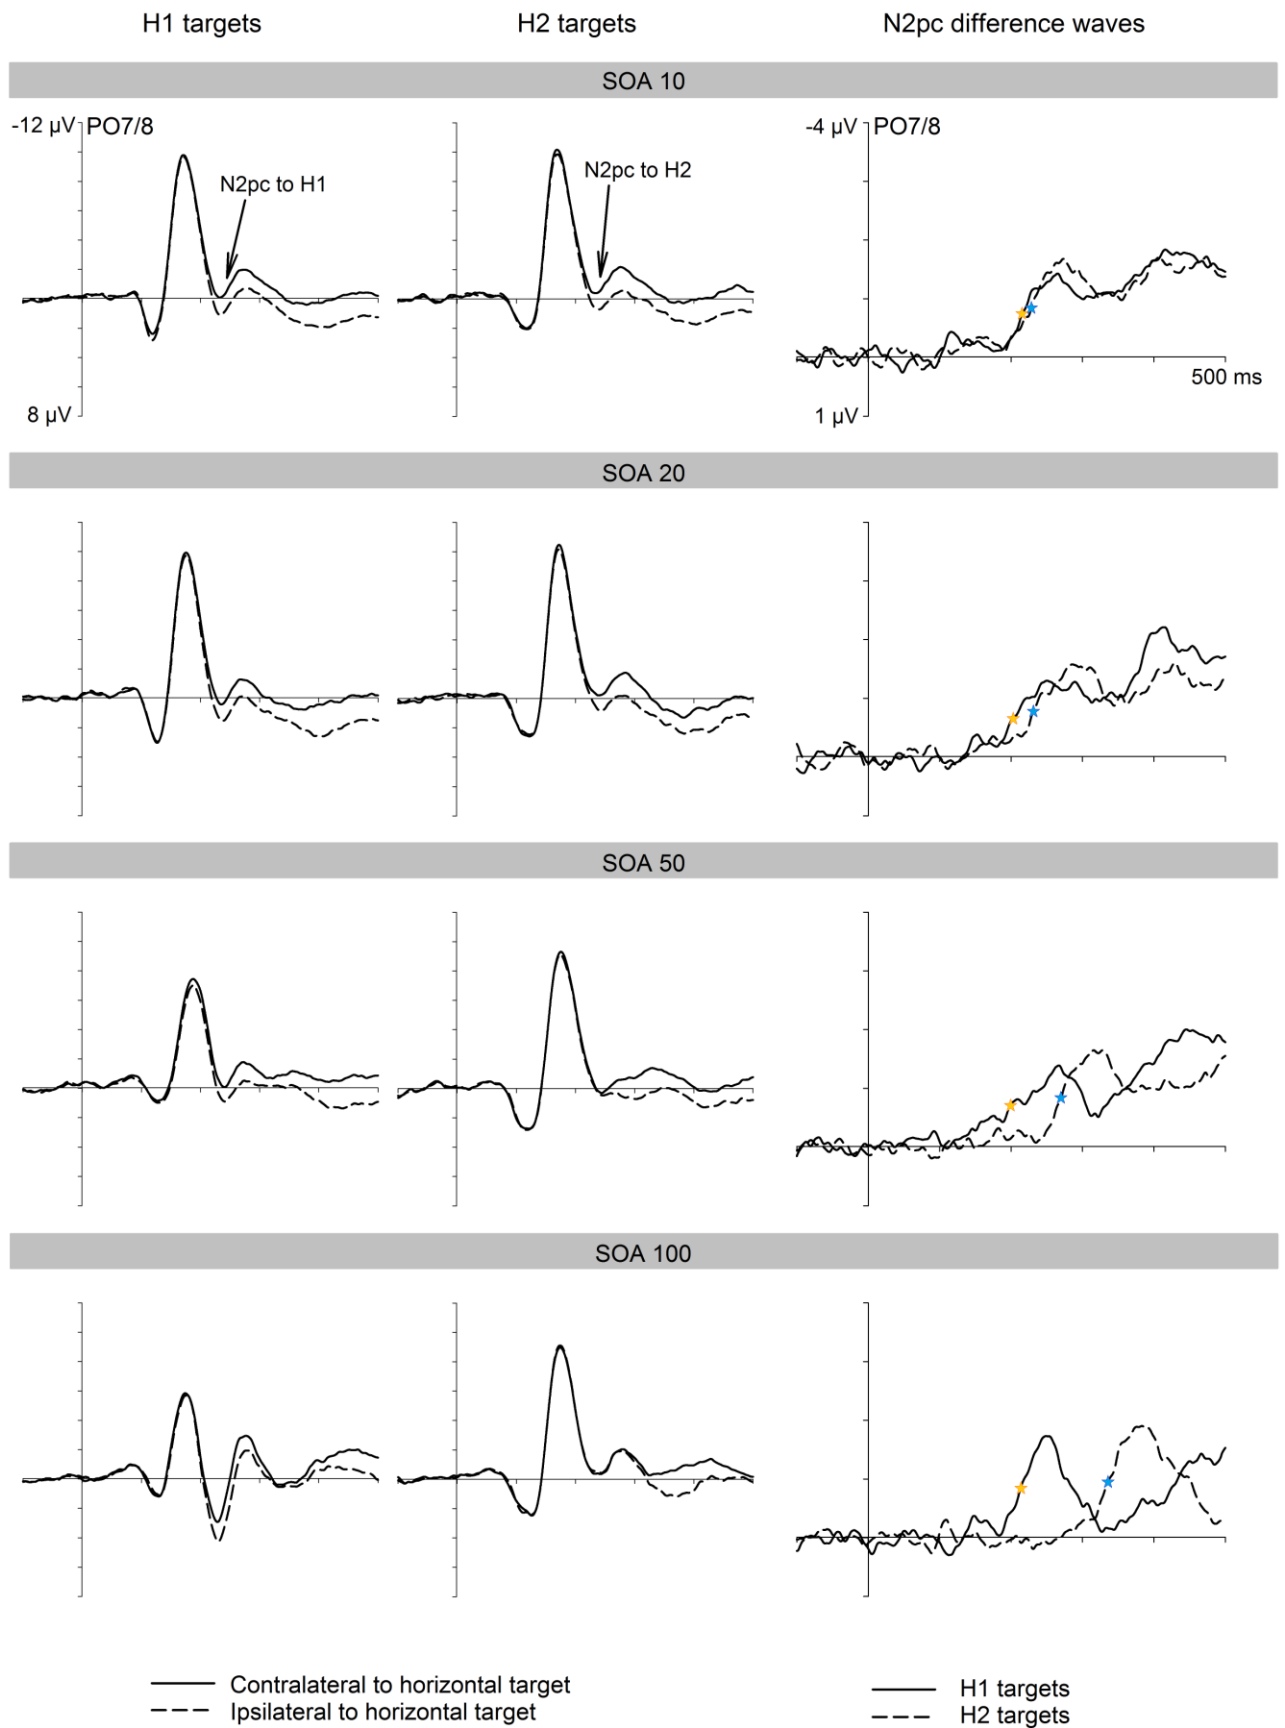 H1 targets
H2 targets
N2pc difference waves
SOA 10
-12 µV
PO7/8
N2pc to H1
8 µV
N2pc to H2
-4 µV
PO7/8
500 ms
1 µV
SOA 20
SOA 50
SOA 100
Contralateral to horizontal target
Ipsilateral to horizontal target
H1 targets
H2 targets